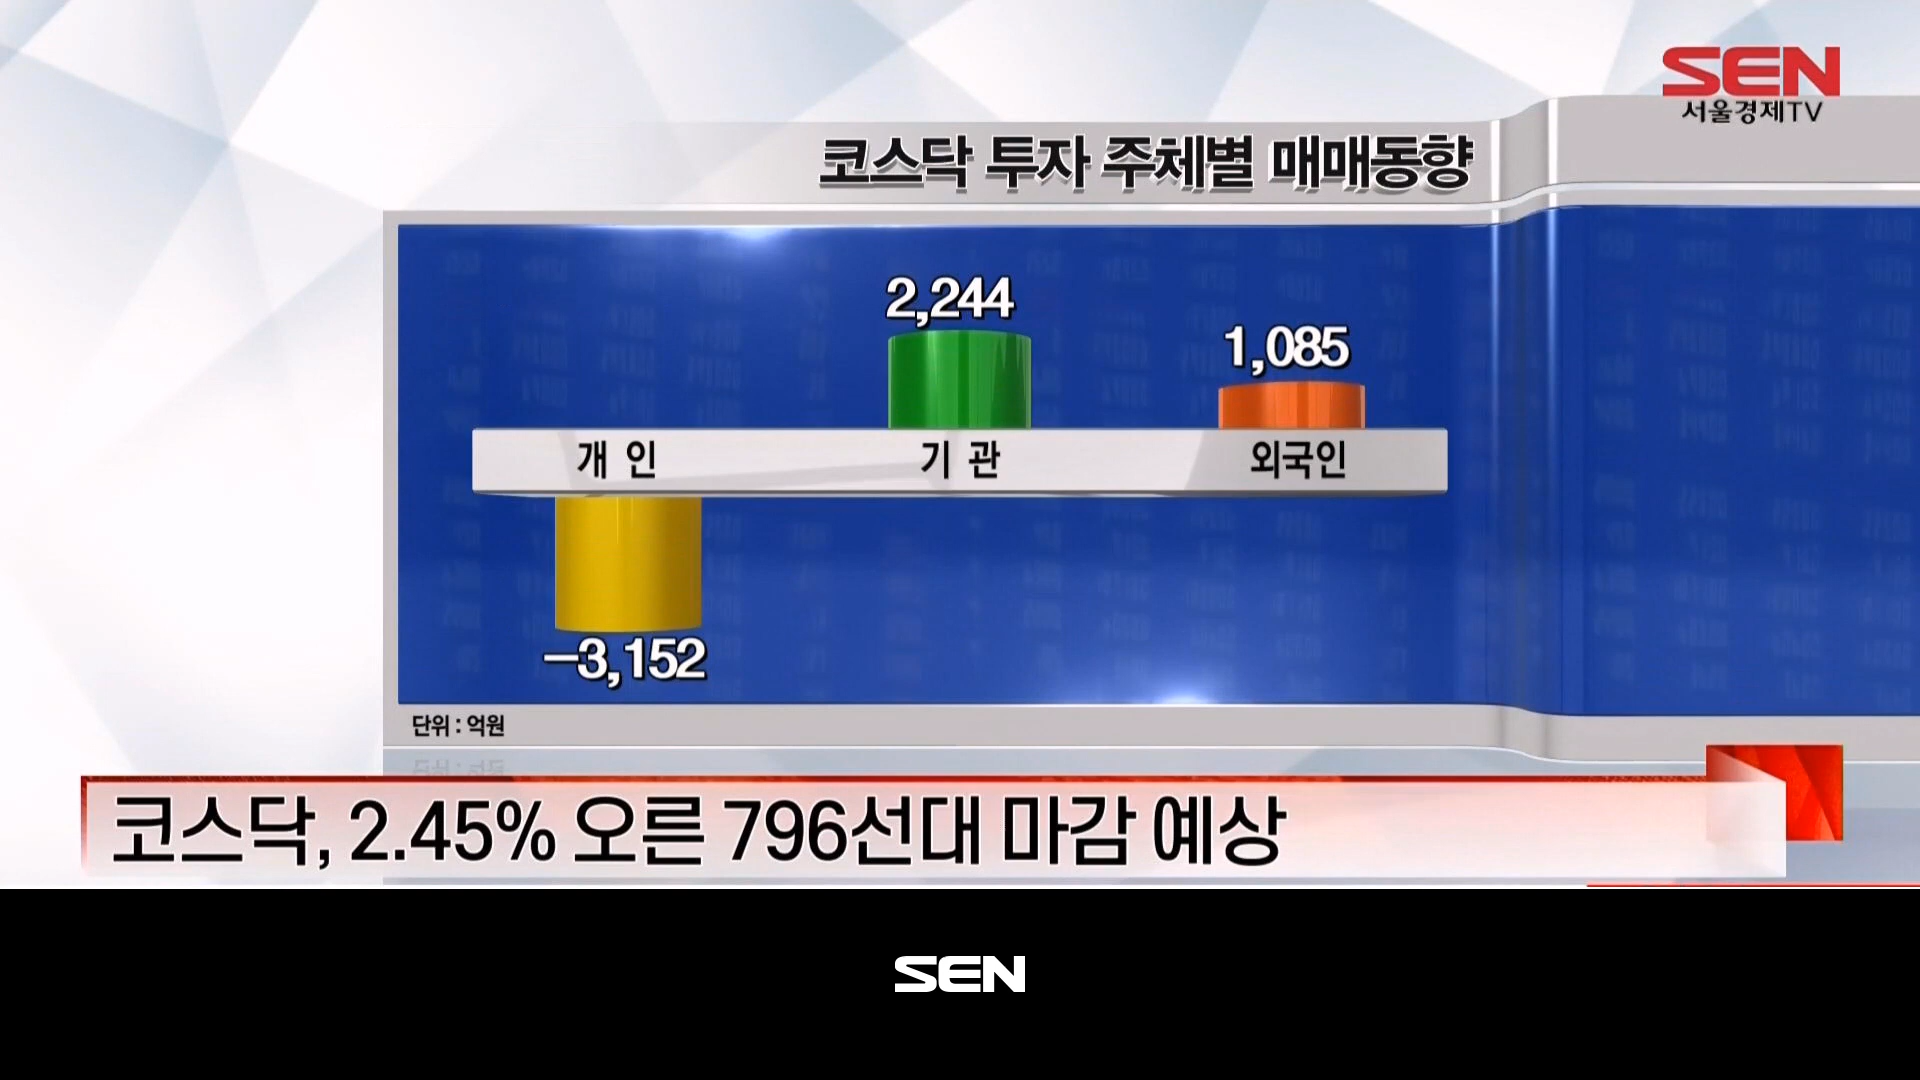 SEN
서울경제TV
코스닥 투자 주체별 매매동향
2,244
1,085
개 인
기 관
외국인
-3,152
단위 : 억원
코스닥, 2.45% 오른 796선대 마감 예상
SEN